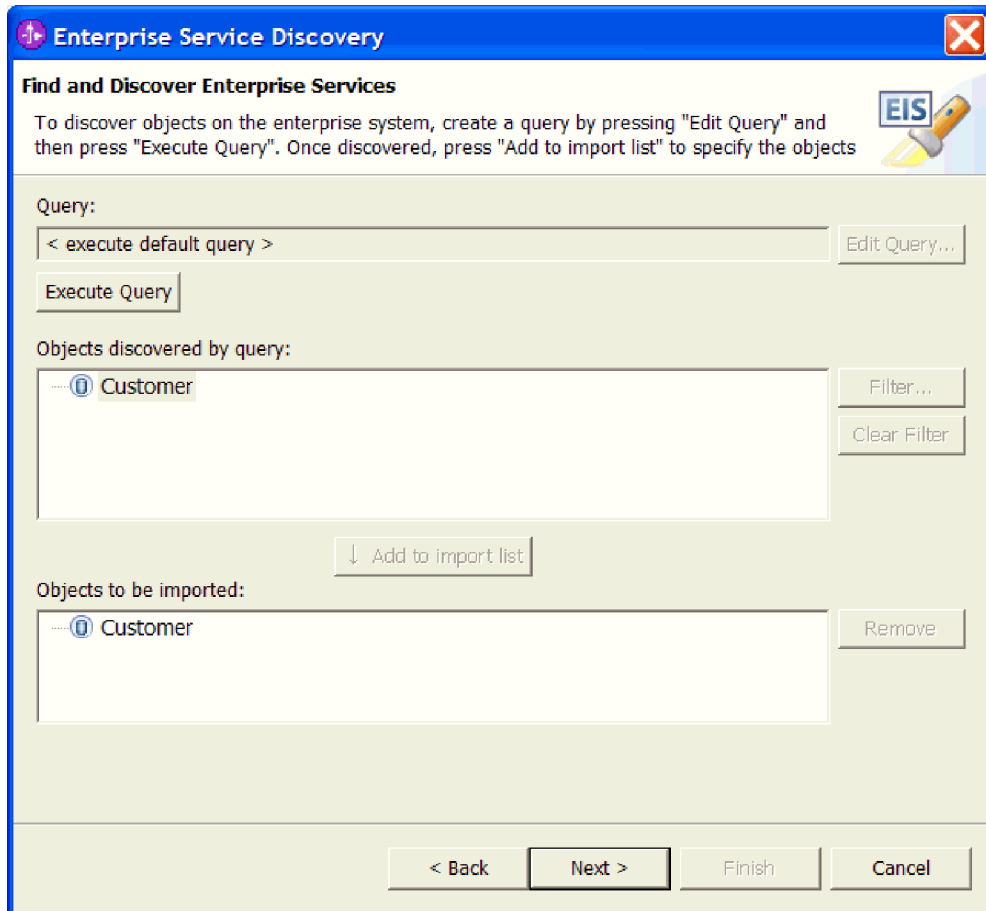 Enterprise Service Discovery
Find and Discover Enterprise Services
To discover objects on the enterprise system, create a query by pressing "Edit Query" and
then press "Execute Query". Once discovered, press "Add to import list" to specify the objects
EIS
Query:
< execute default query >
Edit Query...
Execute Query
Objects discovered by query:
Customer
Filter...
Clear Filter
↓ Add to import list
Objects to be imported:
Customer
Remove
< Back
Next >
Finish
Cancel